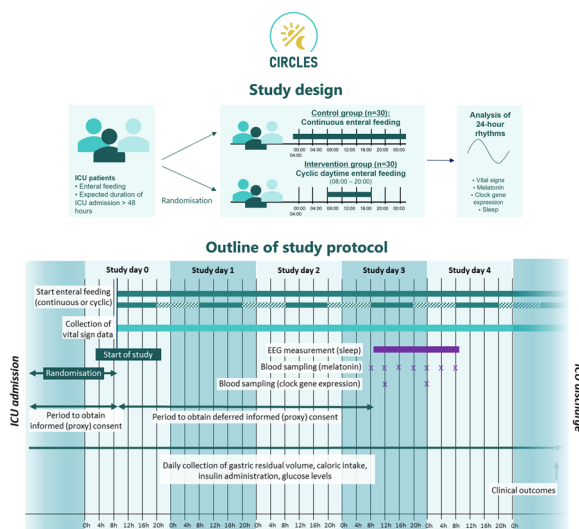 CIRCLES
Study design
ICU patients
• Enteral feeding
• Expected duration of
ICU admission > 48
hours
Randomisation
Control group (n=30):
Continuous enteral feeding
00:00 04:00 08:00 12:00 16:00 20:00 00:00
04:00
Intervention group (n=30)
Cyclic daytime enteral feeding
(08:00 – 20:00)
00:00 04:00 08:00 12:00 16:00 20:00 00:00
04:00
Analysis of
24-hour
rhythms
• Vital signs
• Melatonin
• Clock gene
expression
• Sleep
Outline of study protocol
Study day 0 Study day 1 Study day 2 Study day 3 Study day 4
Start enteral feeding
(continuous or cyclic)
Collection of
vital sign data
Start of study
Randomisation
EEG measurement (sleep)
Blood sampling (melatonin)
Blood sampling (clock gene expression)
Period to obtain
informed (proxy) consent
Period to obtain deferred informed (proxy) consent
Daily collection of gastric residual volume, caloric intake,
insulin administration, glucose levels
Clinical outcomes
ICU admission
ICU discharge
0h 4h 8h 12h 16h 20h 0h 4h 8h 12h 16h 20h 0h 4h 8h 12h 16h 20h 0h 4h 8h 12h 16h 20h 0h 4h 8h 12h 16h 20h